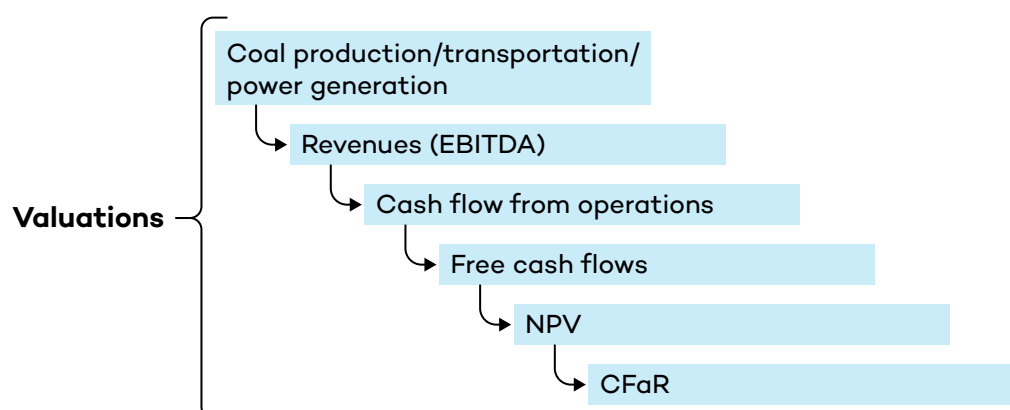 Coal production/transportation/
power generation
Revenues (EBITDA)
Cash flow from operations
Valuations
Free cash flows
NPV
CFaR